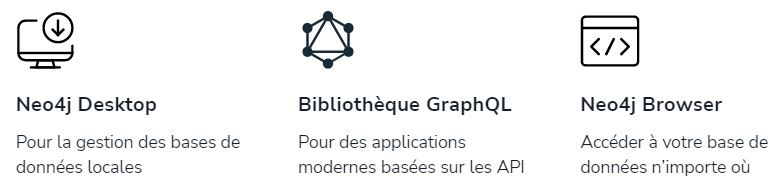 Neo4j Desktop
Pour la gestion des bases de
données locales
Bibliothèque GraphQL
Pour des applications
modernes basées sur les API
Neo4j Browser
Accéder à votre base de
données n'importe où